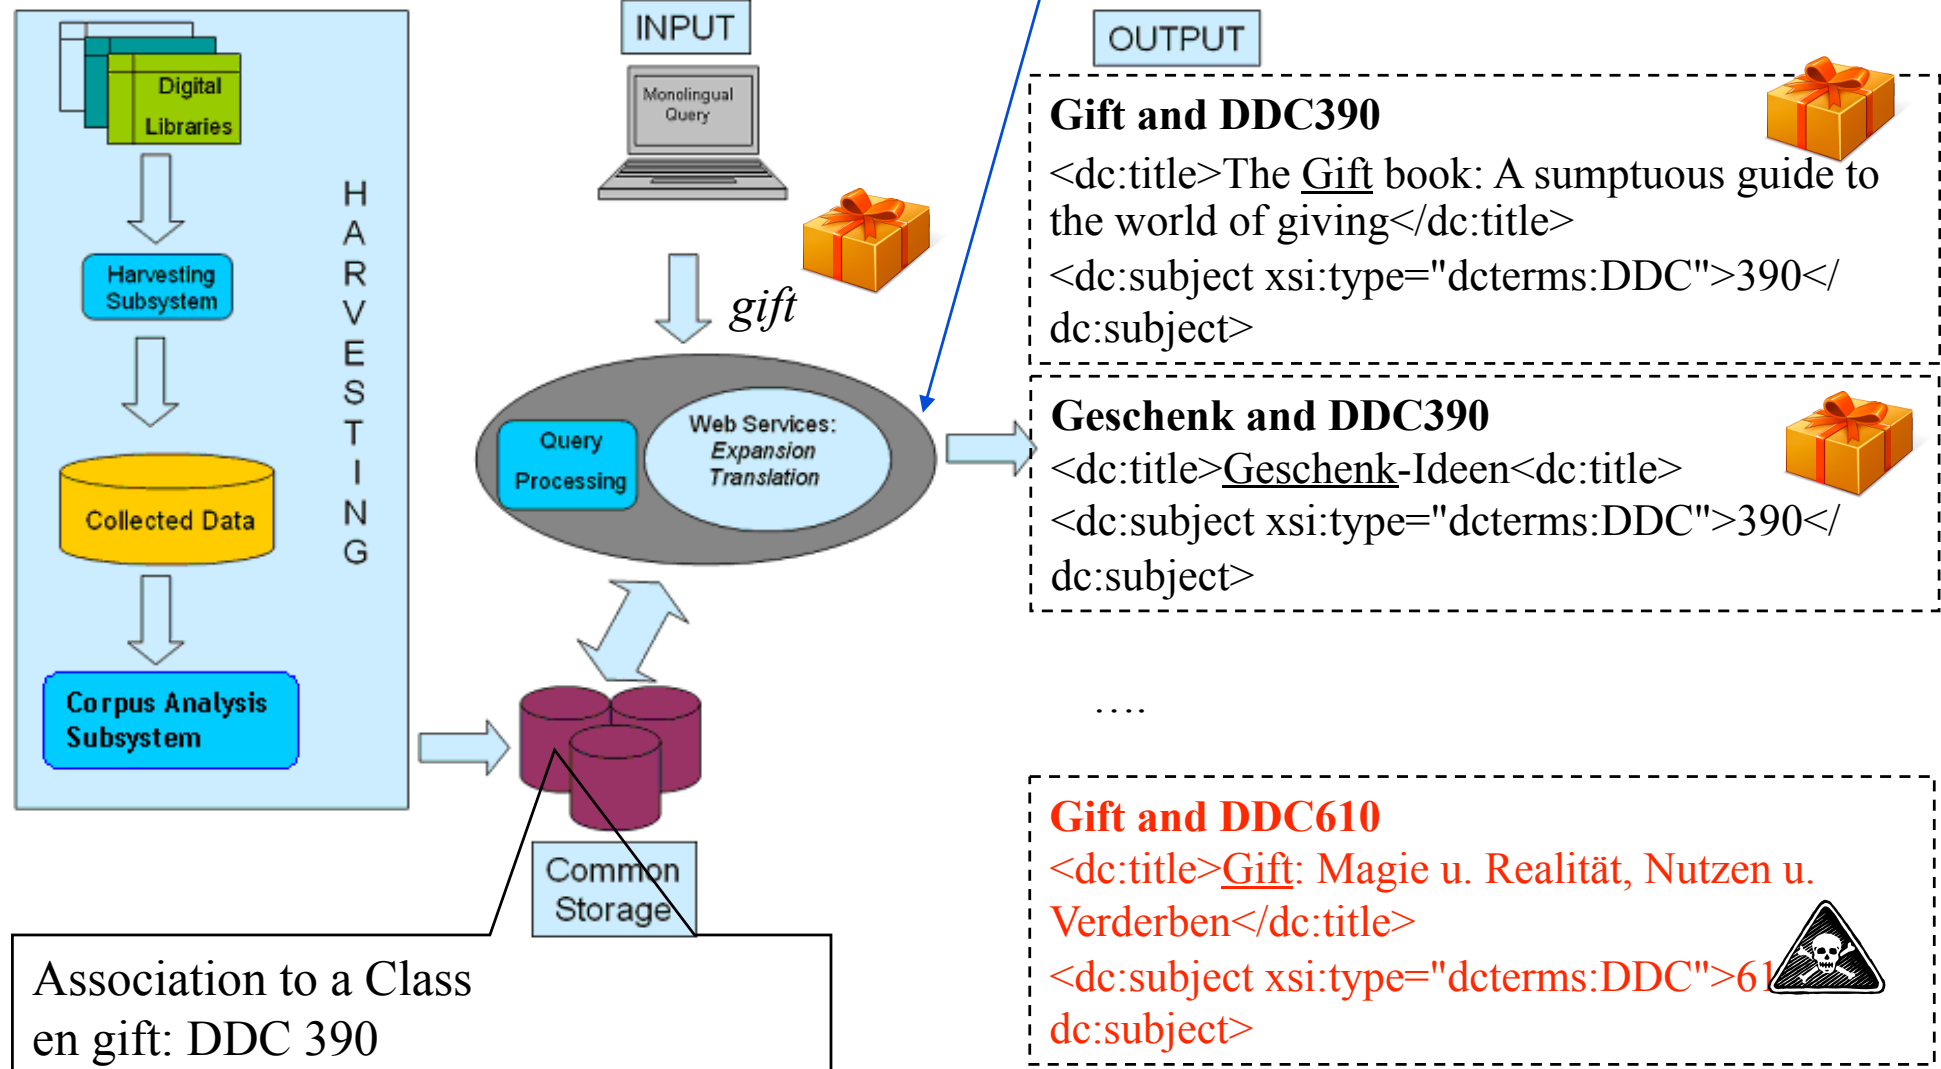 Digital
Libraries
Harvesting
Subsystem
Collected Data
Corpus Analysis
Subsystem
HARVESTING
INPUT
Monolingual
Query
gift
Query
Processing
Web Services:
Expansion
Translation
Common
Storage
Association to a Class
en gift: DDC 390
OUTPUT
Gift and DDC390
<dc:title>The Gift book: A sumptuous guide to
the world of giving</dc:title>
<dc:subject xsi:type="dcterms:DDC">390</
dc:subject>
Geschenk and DDC390
<dc:title>Geschenk-Ideen<dc:title>
<dc:subject xsi:type="dcterms:DDC">390</
dc:subject>
....
Gift and DDC610
<dc:title>Gift: Magie u. Realität, Nutzen u.
Verderben</dc:title>
<dc:subject xsi:type="dcterms:DDC">61
dc:subject>